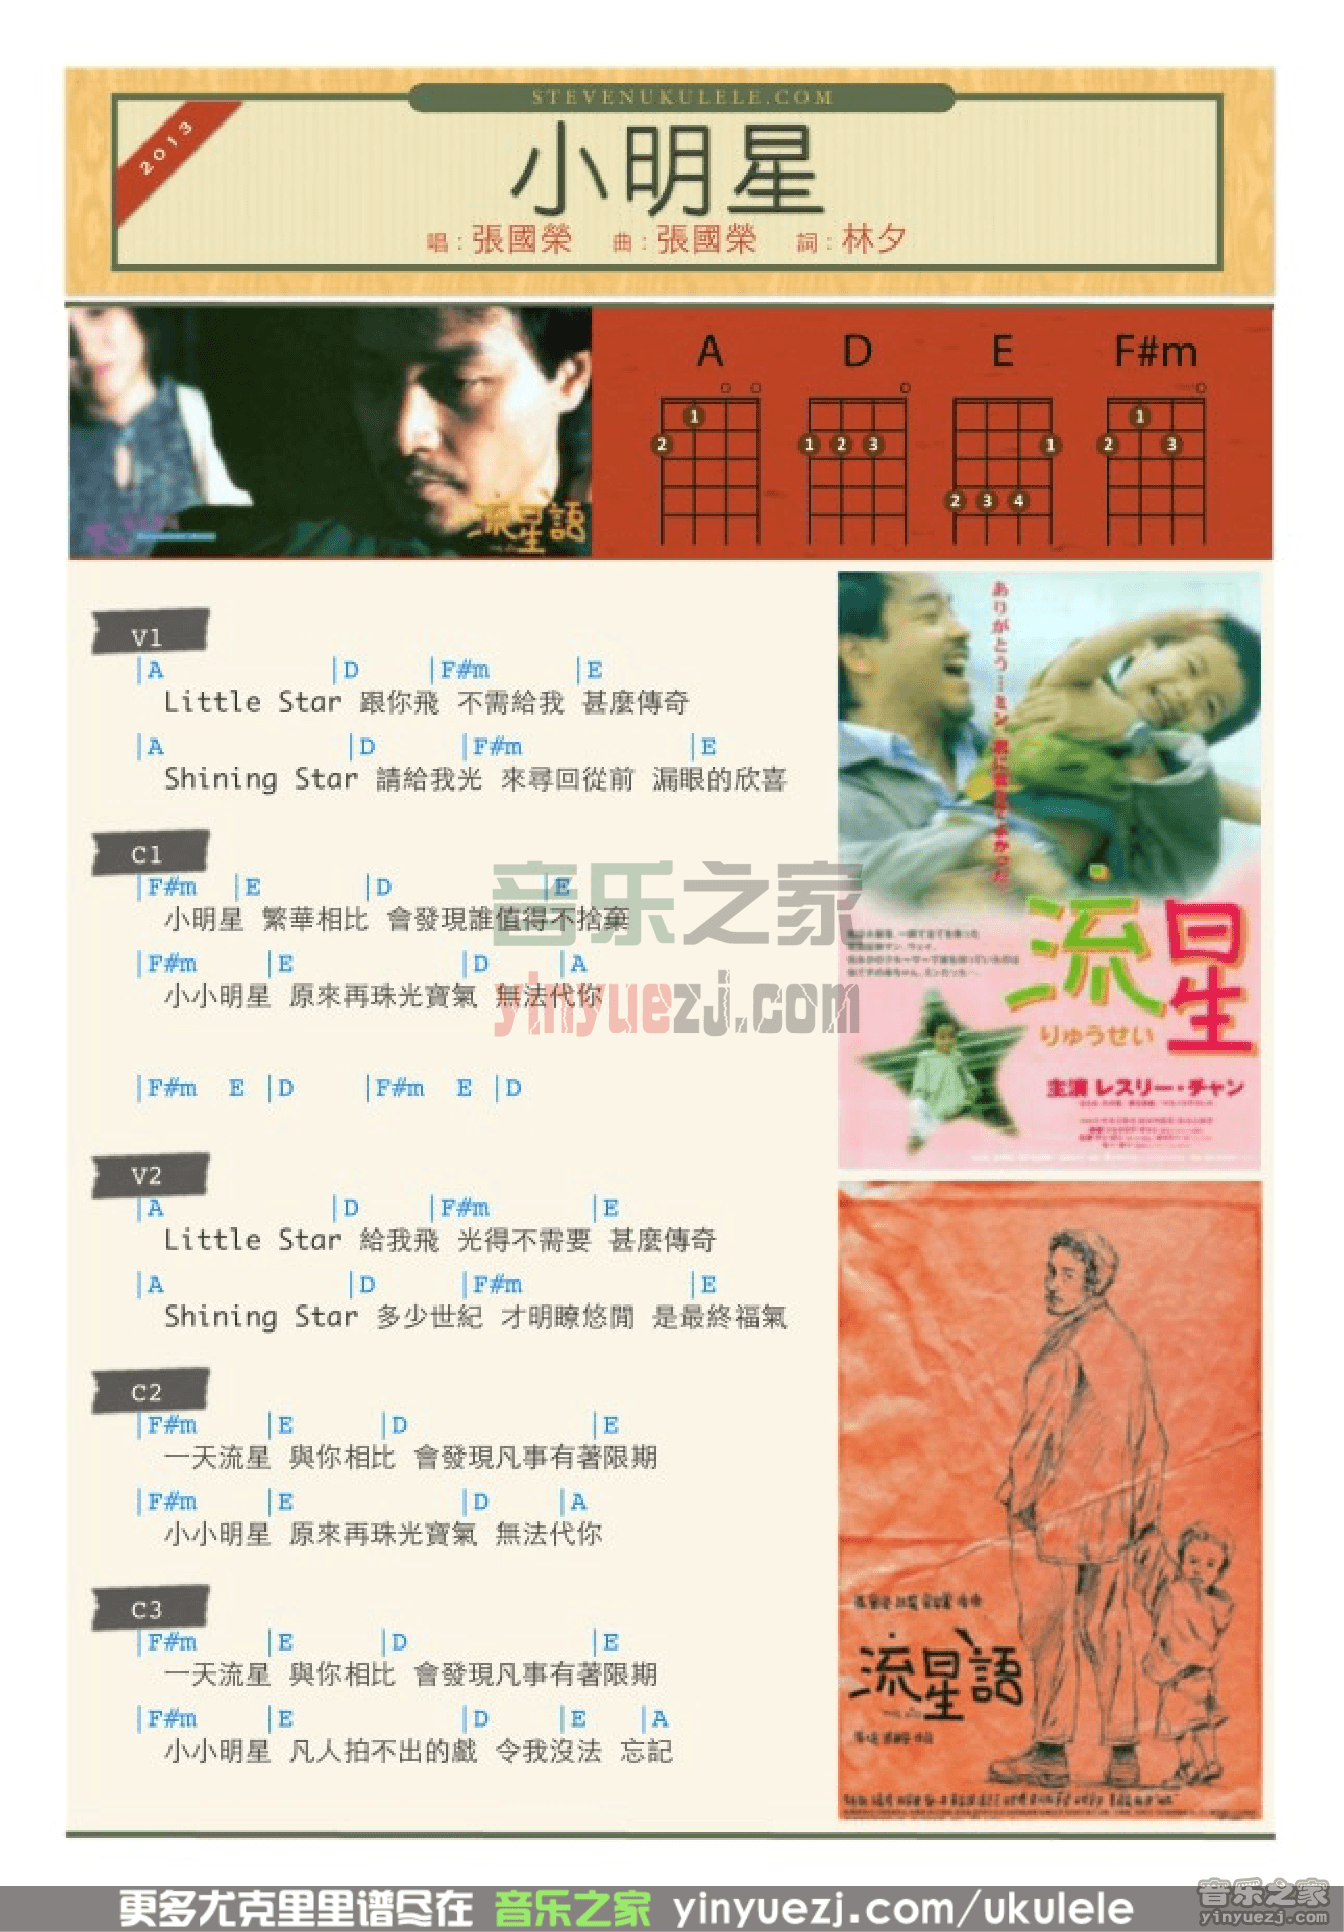 STEVENUKULELE.COM
2013
小明星
唱：張國榮 曲：張國榮 詞：林夕
流星語
A D E F#m
1 2
1 2 3
1 2 3 4
1 2 3
V1
|A |D |F#m |E
Little Star 跟你飛 不需給我 甚麼傳奇
|A |D |F#m |E
Shining Star 請給我光 來尋回從前 漏眼的欣喜
C1
|F#m |E |D |E
小明星 繁華相比 會發現誰值得不捨棄
|F#m |E |D |A
小小明星 原來再珠光寶氣 無法代你
|F#m E |D |F#m E |D
V2
|A |D |F#m |E
Little Star 給我飛 光得不需要 甚麼傳奇
|A |D |F#m |E
Shining Star 多少世紀 才明瞭悠閒 是最終福氣
C2
|F#m |E |D |E
一天流星 與你相比 會發現凡事有著限期
|F#m |E |D |A
小小明星 原來再珠光寶氣 無法代你
C3
|F#m |E |D |E
一天流星 與你相比 會發現凡事有著限期
|F#m |E |D |E |A
小小明星 凡人拍不出的戲 令我沒法 忘記
ありがとう…ミン、
流星
りゅうせい
主演 レスリー・チャン
流星語
音乐之家
yinyuezj.com
更多尤克里里谱尽在 音乐之家 yinyuezj.com/ukulele
音乐之家
yinyuezj.com